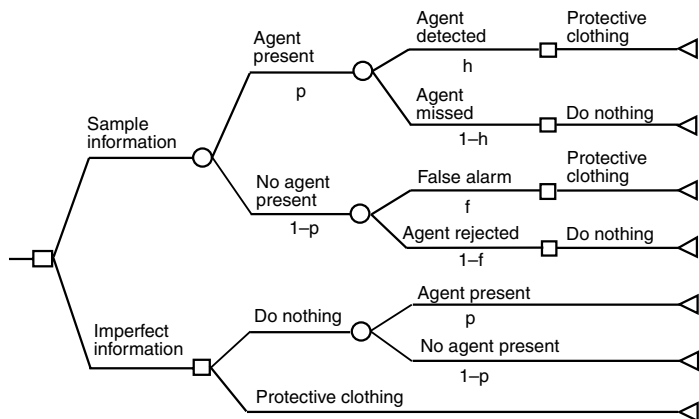 Agent
present
p
Agent
detected
h
Protective
clothing
Agent
missed
1–h
Do nothing
Sample
information
No agent
present
1–p
False alarm
f
Protective
clothing
Agent rejected
1–f
Do nothing
Imperfect
information
Do nothing
Agent present
p
No agent present
1–p
Protective clothing